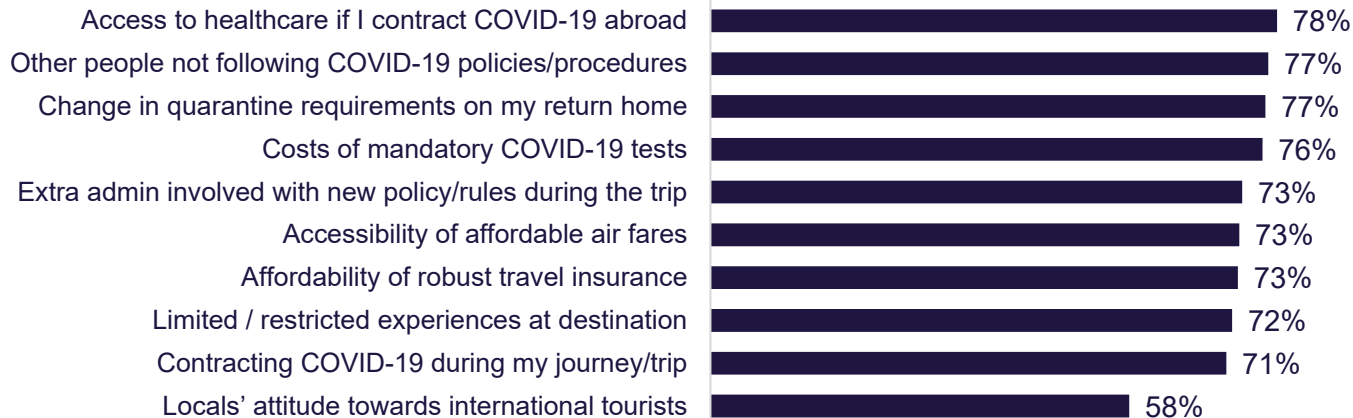 Access to healthcare if I contract COVID-19 abroad 78%
Other people not following COVID-19 policies/procedures 77%
Change in quarantine requirements on my return home 77%
Costs of mandatory COVID-19 tests 76%
Extra admin involved with new policy/rules during the trip 73%
Accessibility of affordable air fares 73%
Affordability of robust travel insurance 73%
Limited / restricted experiences at destination 72%
Contracting COVID-19 during my journey/trip 71%
Locals’ attitude towards international tourists 58%